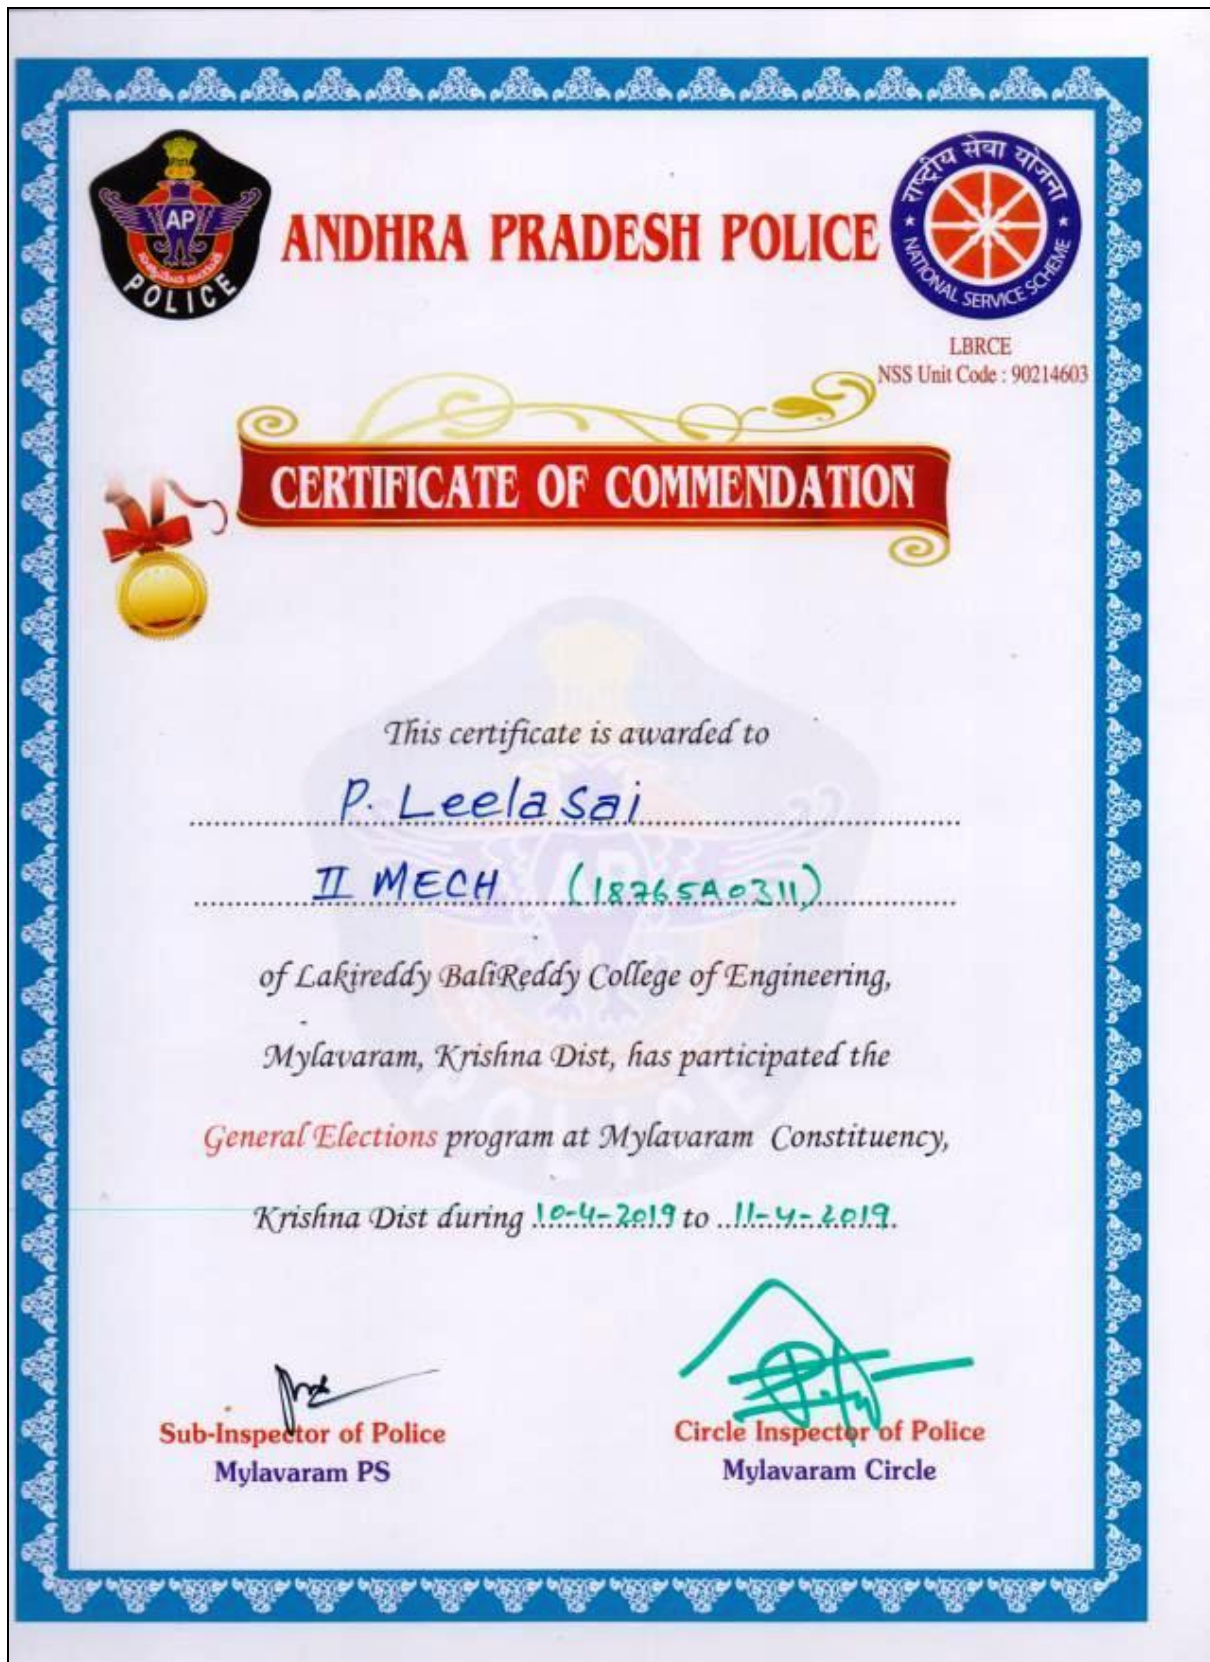 ANDHRA PRADESH POLICE
AP
POLICE
राष्ट्रीय सेवा योजना
NATIONAL SERVICE SCHEME
LBRCE
NSS Unit Code : 90214603
CERTIFICATE OF COMMENDATION
This certificate is awarded to
P. Leela Sai
II MECH (18765A0311)
of Lakireddy BaliReddy College of Engineering,
Mylavaram, Krishna Dist, has participated the
General Elections program at Mylavaram Constituency,
Krishna Dist during 10-4-2019 to 11-4-2019.
Sub-Inspector of Police
Mylavaram PS
Circle Inspector of Police
Mylavaram Circle